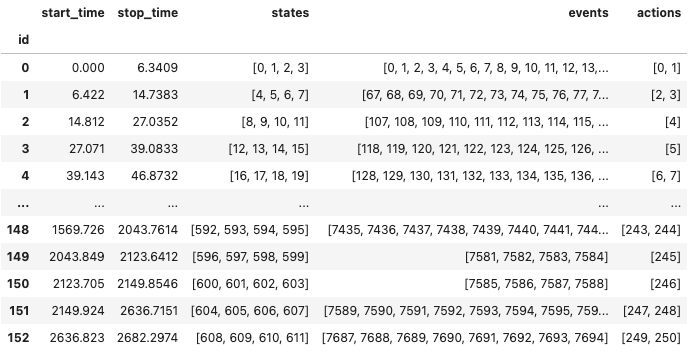 start_time stop_time states events actions
id
0 0.000 6.3409 [0, 1, 2, 3] [0, 1, 2, 3, 4, 5, 6, 7, 8, 9, 10, 11, 12, 13,... [0, 1]
1 6.422 14.7383 [4, 5, 6, 7] [67, 68, 69, 70, 71, 72, 73, 74, 75, 76, 77, 7... [2, 3]
2 14.812 27.0352 [8, 9, 10, 11] [107, 108, 109, 110, 111, 112, 113, 114, 115, ... [4]
3 27.071 39.0833 [12, 13, 14, 15] [118, 119, 120, 121, 122, 123, 124, 125, 126, ... [5]
4 39.143 46.8732 [16, 17, 18, 19] [128, 129, 130, 131, 132, 133, 134, 135, 136, ... [6, 7]
... ... ... ... ... ...
148 1569.726 2043.7614 [592, 593, 594, 595] [7435, 7436, 7437, 7438, 7439, 7440, 7441, 744... [243, 244]
149 2043.849 2123.6412 [596, 597, 598, 599] [7581, 7582, 7583, 7584] [245]
150 2123.705 2149.8546 [600, 601, 602, 603] [7585, 7586, 7587, 7588] [246]
151 2149.924 2636.7151 [604, 605, 606, 607] [7589, 7590, 7591, 7592, 7593, 7594, 7595, 759... [247, 248]
152 2636.823 2682.2974 [608, 609, 610, 611] [7687, 7688, 7689, 7690, 7691, 7692, 7693, 7694] [249, 250]